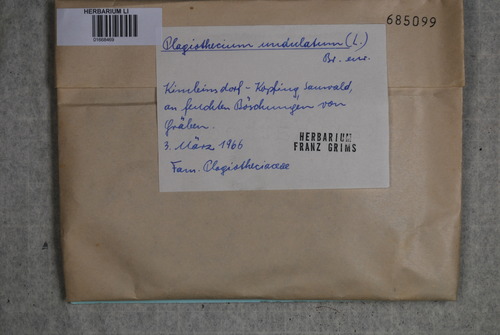 HERBARIUM LI
685099
Plagiothecium undulatum (L.)
Br. eur.
Kimleinsdorf - Kopfing, Sauwald,
an feuchten Böschungen von
Gräben.
3. März 1966
HERBARIUM
FRANZ GRIMS
Fam. Plagiotheciaceae